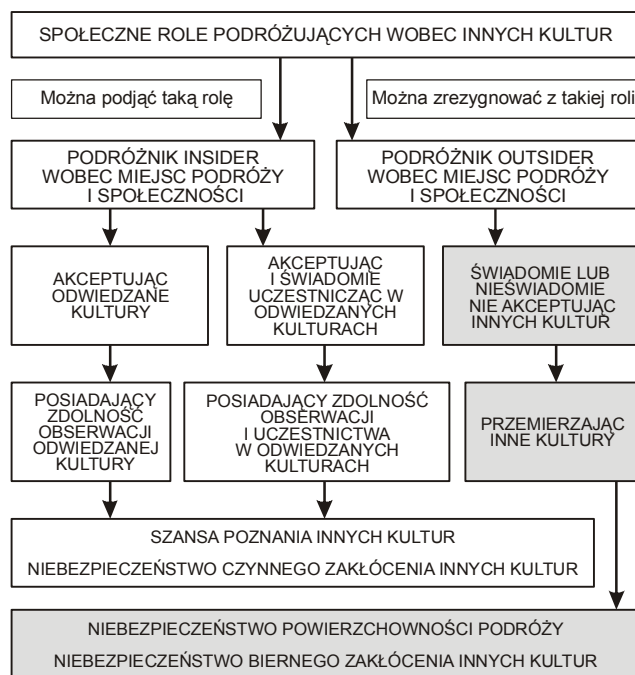 SPOŁECZNE ROLE PODRÓŻUJĄCYCH WOBEC INNYCH KULTUR
Można podjąć taką rolę
Można zrezygnować z takiej roli
PODRÓŻNIK INSIDER
WOBEC MIEJSC PODRÓŻY
I SPOŁECZNOŚCI
PODRÓŻNIK OUTSIDER
WOBEC MIEJSC PODRÓŻY
I SPOŁECZNOŚCI
AKCEPTUJĄC
ODWIEDZANE
KULTURY
AKCEPTUJĄC
I ŚWIADOMIE
UCZESTNICZĄC W
ODWIEDZANYCH
KULTURACH
ŚWIADOMIE LUB
NIEŚWIADOMIE
NIE AKCEPTUJĄC
INNYCH KULTUR
POSIADAJĄCY
ZDOLNOŚĆ
OBSERWACJI
ODWIEDZANEJ
KULTURY
POSIADAJĄCY ZDOLNOŚĆ
OBSERWACJI
I UCZESTNICTWA
W ODWIEDZANYCH
KULTURACH
PRZEMIERZAJĄC
INNE KULTURY
SZANSA POZNANIA INNYCH KULTUR
NIEBEZPIECZEŃSTWO CZYNNEGO ZAKŁÓCENIA INNYCH KULTUR
NIEBEZPIECZEŃSTWO POWIERZCHOWNOŚCI PODRÓŻY
NIEBEZPIECZEŃSTWO BIERNEGO ZAKŁÓCENIA INNYCH KULTUR